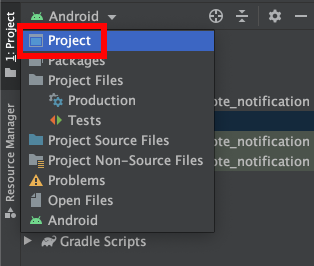 1: Project
Resource Manager
Android
Project
Packages
Project Files
Production
Tests
Project Source Files
Project Non-Source Files
Problems
Open Files
Android
ote_notification
ote_notification
ote_notification
Gradle Scripts